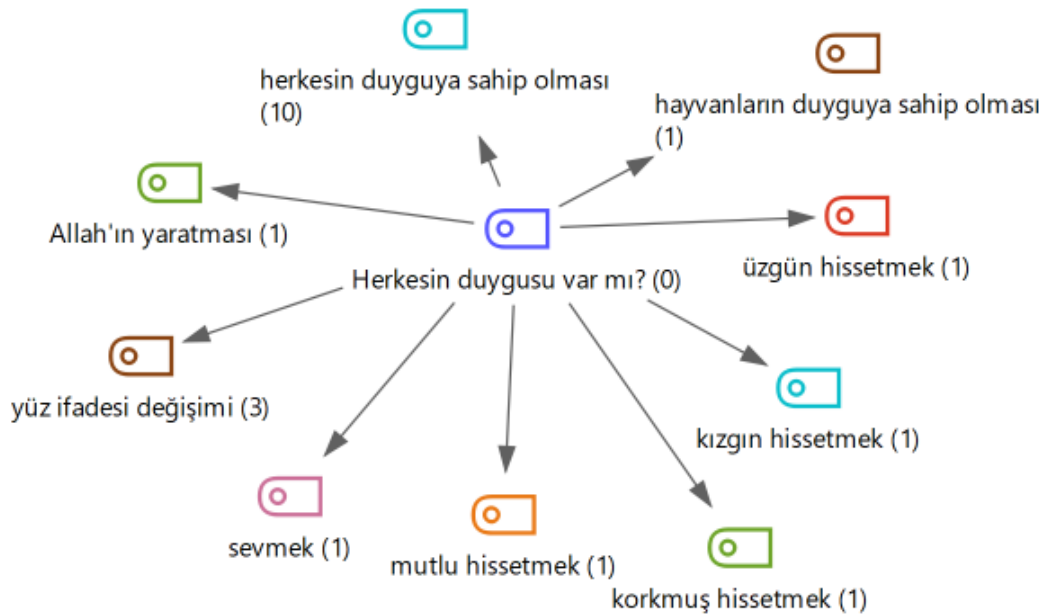 herkesin duyguya sahip olması
(10)
hayvanların duyguya sahip olması
(1)
Allah'ın yaratması (1)
üzgün hissetmek (1)
Herkesin duygusu var mı? (0)
yüz ifadesi değişimi (3)
kızgın hissetmek (1)
sevmek (1)
mutlu hissetmek (1)
korkmuş hissetmek (1)